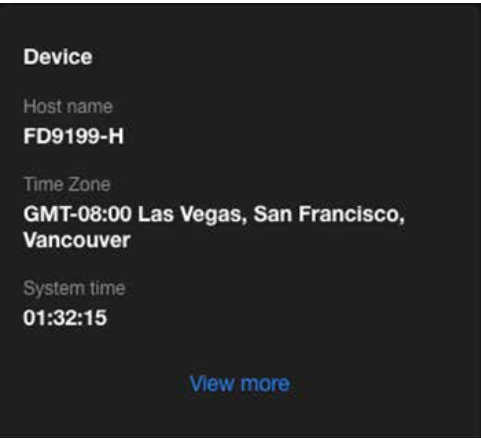 Device
Host name
FD9199-H
Time Zone
GMT-08:00 Las Vegas, San Francisco,
Vancouver
System time
01:32:15
View more